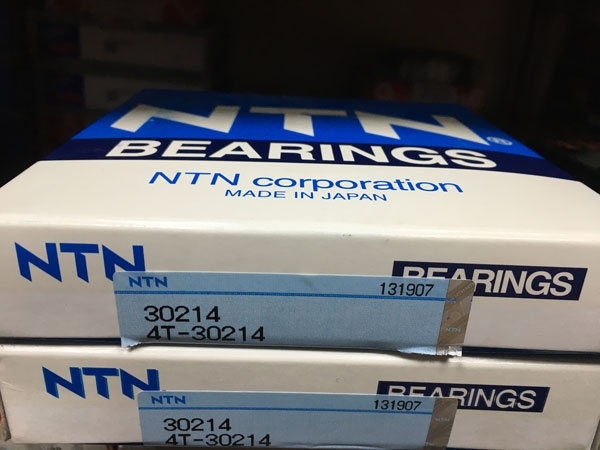 NTN®
BEARINGS
NTN corporation
MADE IN JAPAN
NTN BEARINGS
NTN 131907
30214
4T-30214
NTN BEARINGS
NTN 131907
30214
4T-30214